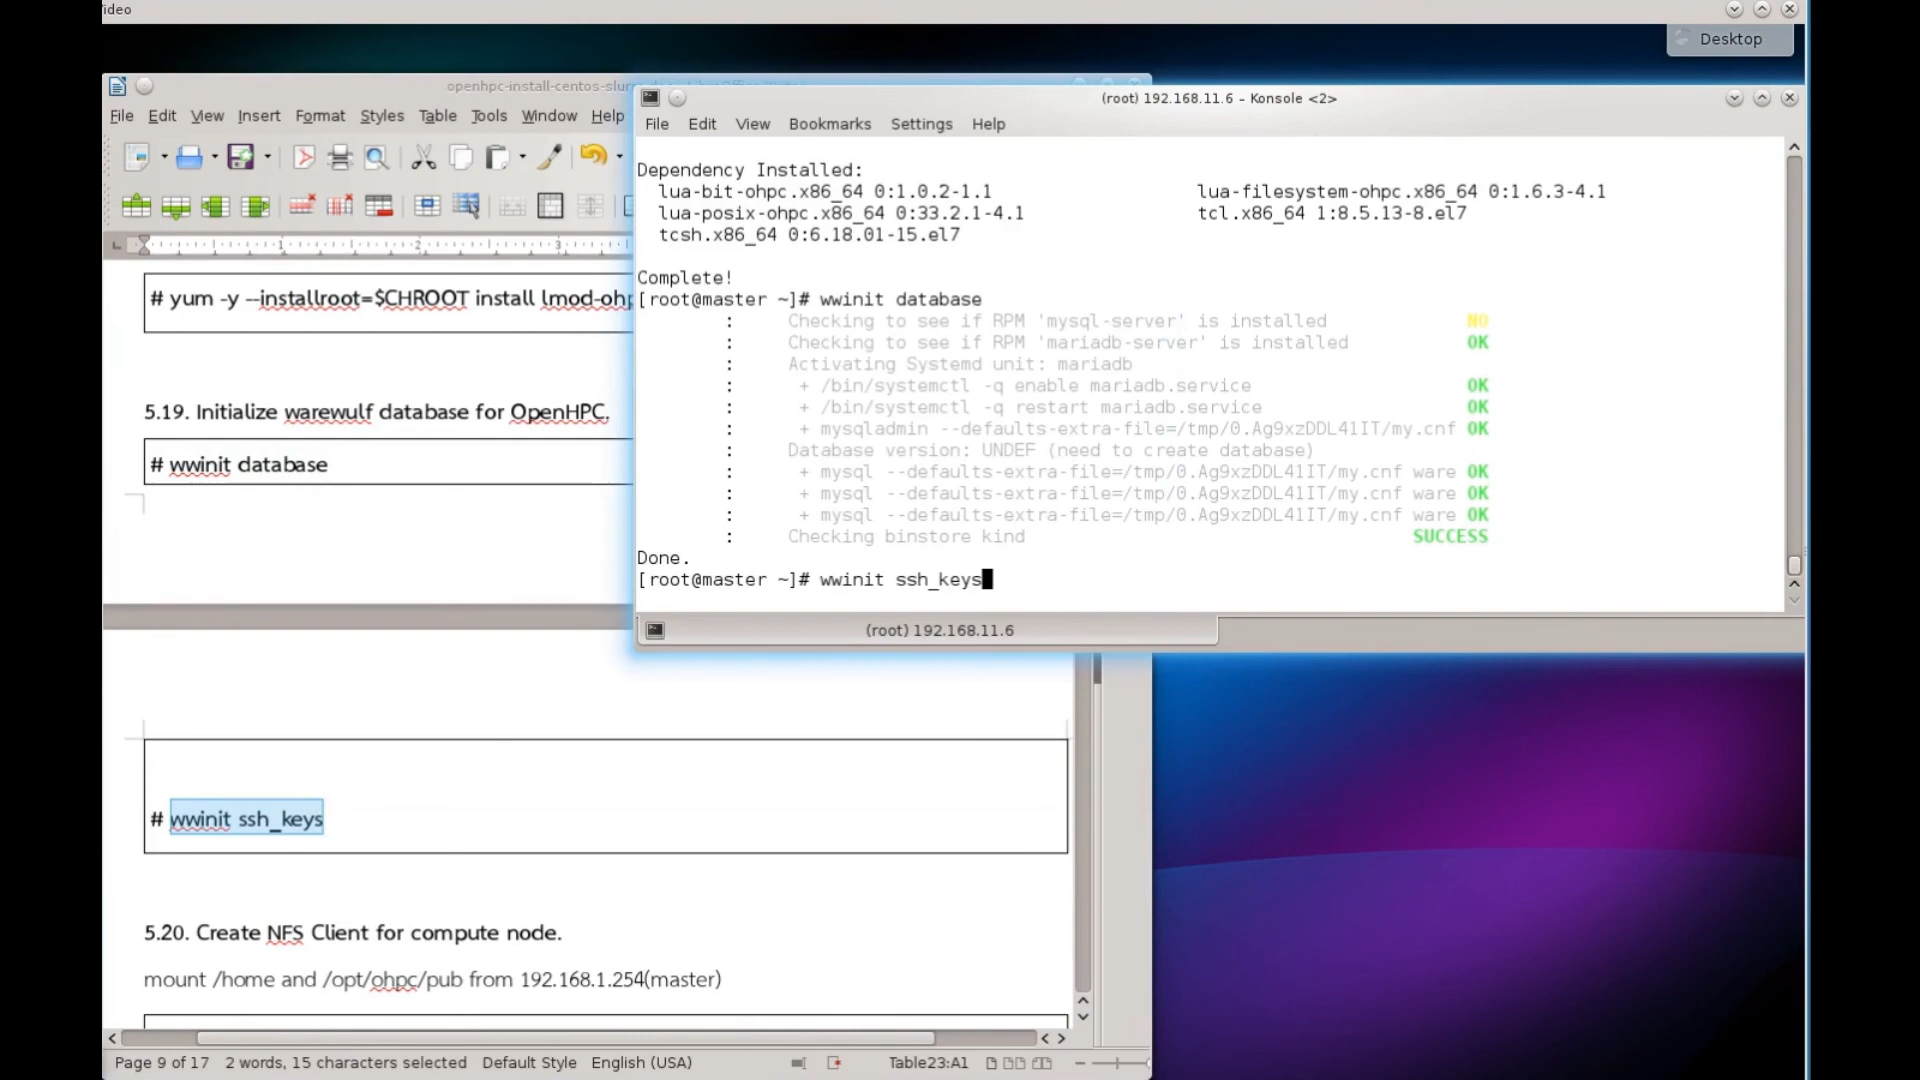 ideo
Desktop
File Edit View Insert Format Styles Table Tools Window Help
1 2 3
# yum -y --installroot=$CHROOT install lmod-ohp
5.19. Initialize warewulf database for OpenHPC.
# wwinit database
# wwinit ssh_keys
5.20. Create NFS Client for compute node.
mount /home and /opt/ohpc/pub from 192.168.1.254(master)
Page 9 of 17 2 words, 15 characters selected Default Style English (USA) Table23:A1
(root) 192.168.11.6 – Konsole <2>
File Edit View Bookmarks Settings Help
Dependency Installed:
lua-bit-ohpc.x86_64 0:1.0.2-1.1 lua-filesystem-ohpc.x86_64 0:1.6.3-4.1
lua-posix-ohpc.x86_64 0:33.2.1-4.1 tcl.x86_64 1:8.5.13-8.el7
tcsh.x86_64 0:6.18.01-15.el7
Complete!
[root@master ~]# wwinit database
: Checking to see if RPM 'mysql-server' is installed NO
: Checking to see if RPM 'mariadb-server' is installed OK
: Activating Systemd unit: mariadb
: + /bin/systemctl -q enable mariadb.service OK
: + /bin/systemctl -q restart mariadb.service OK
: + mysqladmin --defaults-extra-file=/tmp/0.Ag9xzDDL41IT/my.cnf OK
: Database version: UNDEF (need to create database)
: + mysql --defaults-extra-file=/tmp/0.Ag9xzDDL41IT/my.cnf ware OK
: + mysql --defaults-extra-file=/tmp/0.Ag9xzDDL41IT/my.cnf ware OK
: + mysql --defaults-extra-file=/tmp/0.Ag9xzDDL41IT/my.cnf ware OK
: Checking binstore kind SUCCESS
Done.
[root@master ~]# wwinit ssh_keys
(root) 192.168.11.6